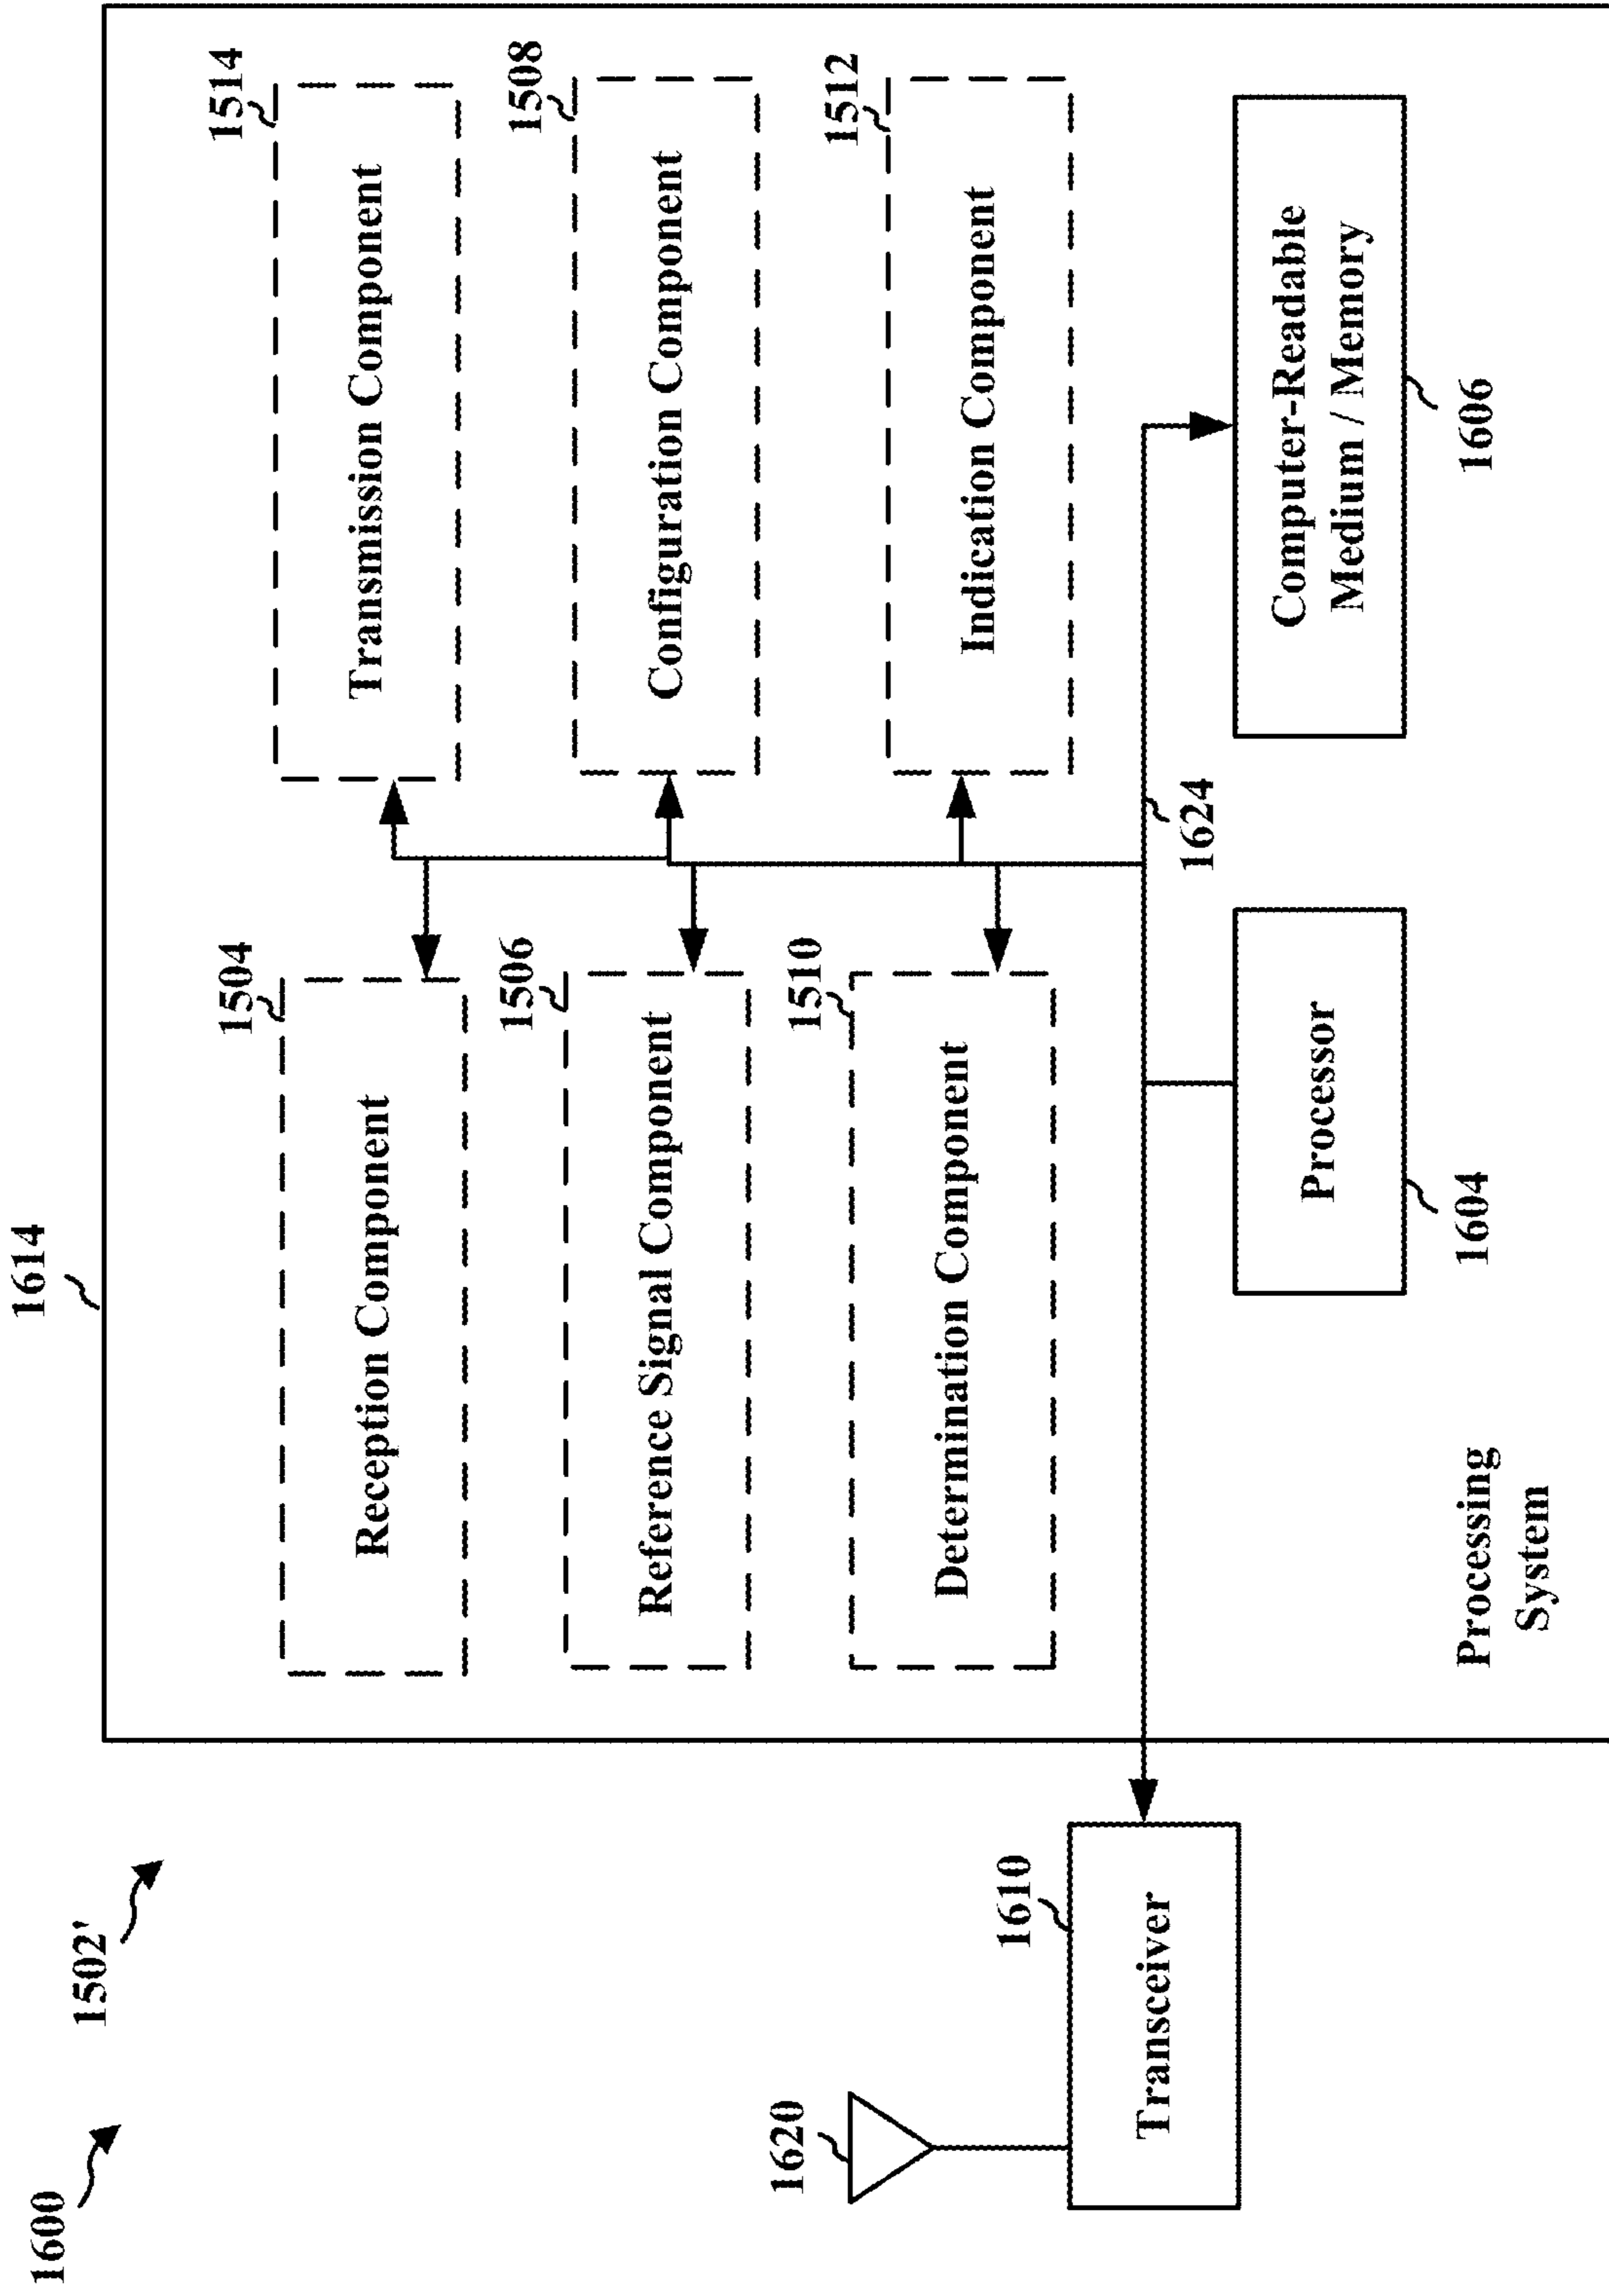 1600
1502'
1614
1504
Reception Component
1514
Transmission Component
1506
Reference Signal Component
1508
Configuration Component
1510
Determination Component
1512
Indication Component
1620
1610
Transceiver
1624
Processor
1604
Computer-Readable
Medium / Memory
1606
Processing
System